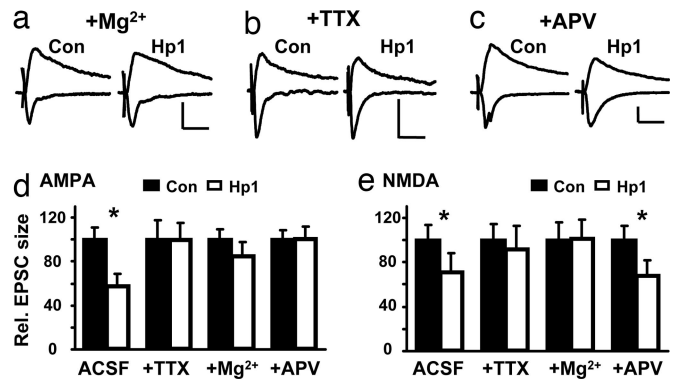 a +Mg²⁺ b +TTX c +APV
Con Hp1 Con Hp1 Con Hp1
d AMPA Con Hp1
e NMDA Con Hp1
Rel. EPSC size
120
80
40
0
*
ACSF +TTX +Mg²⁺ +APV
120
80
40
0
* *
ACSF +TTX +Mg²⁺ +APV